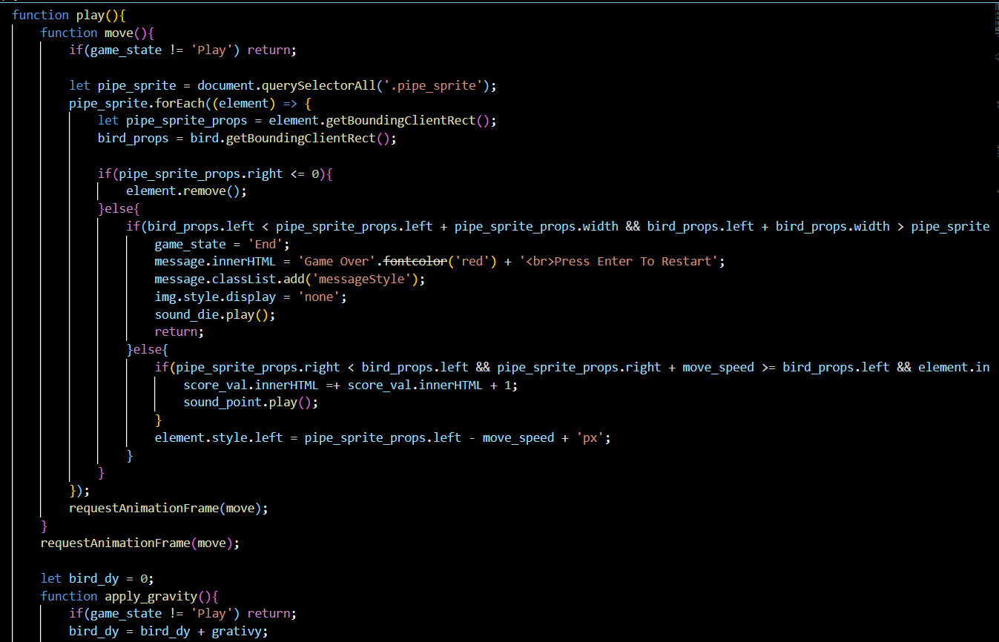 function play(){
    function move(){
        if(game_state != 'Play') return;

        let pipe_sprite = document.querySelectorAll('.pipe_sprite');
        pipe_sprite.forEach((element) => {
            let pipe_sprite_props = element.getBoundingClientRect();
            bird_props = bird.getBoundingClientRect();

            if(pipe_sprite_props.right <= 0){
                element.remove();
            }else{
                if(bird_props.left < pipe_sprite_props.left + pipe_sprite_props.width && bird_props.left + bird_props.width > pipe_sprite
                    game_state = 'End';
                    message.innerHTML = 'Game Over'.fontcolor('red') + '<br>Press Enter To Restart';
                    message.classList.add('messageStyle');
                    img.style.display = 'none';
                    sound_die.play();
                    return;
                }else{
                    if(pipe_sprite_props.right < bird_props.left && pipe_sprite_props.right + move_speed >= bird_props.left && element.in
                        score_val.innerHTML =+ score_val.innerHTML + 1;
                        sound_point.play();
                    }
                    element.style.left = pipe_sprite_props.left - move_speed + 'px';
                }
            }
        });
        requestAnimationFrame(move);
    }
    requestAnimationFrame(move);

    let bird_dy = 0;
    function apply_gravity(){
        if(game_state != 'Play') return;
        bird_dy = bird_dy + grativy;